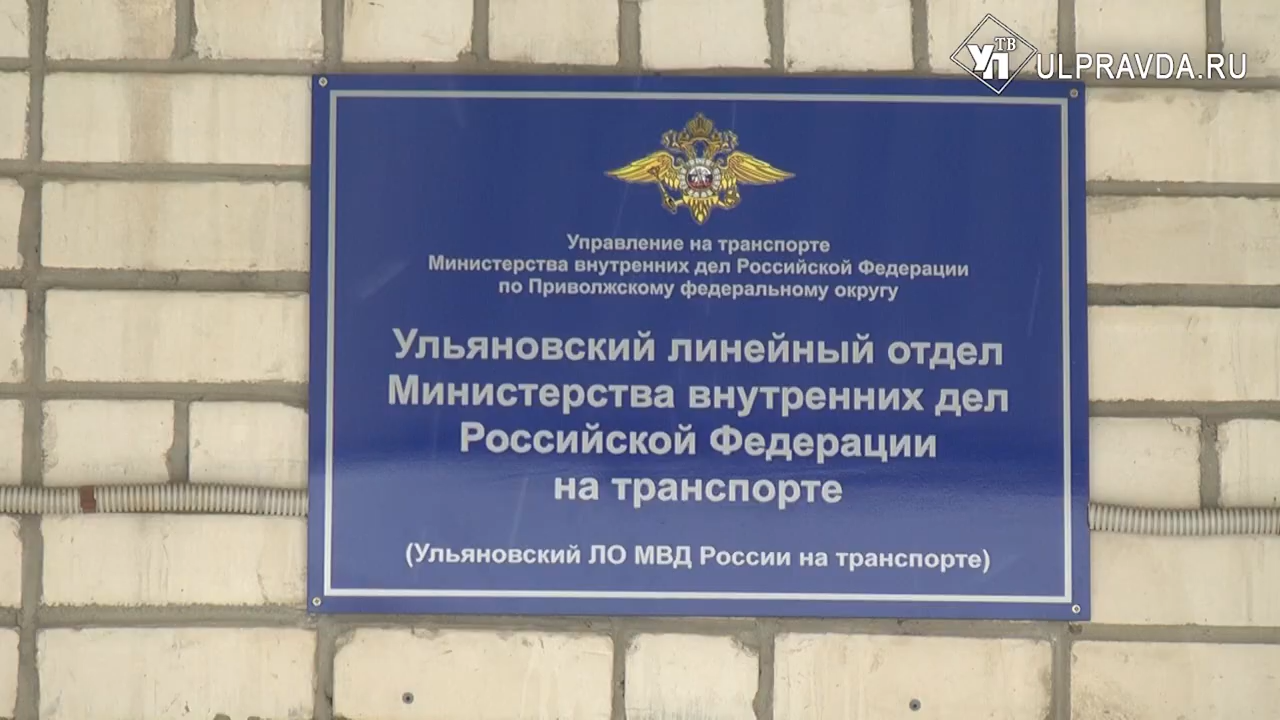 УП ТВ ULPRAVDA.RU
Управление на транспорте
Министерства внутренних дел Российской Федерации
по Приволжскому федеральному округу
Ульяновский линейный отдел
Министерства внутренних дел
Российской Федерации
на транспорте
(Ульяновский ЛО МВД России на транспорте)